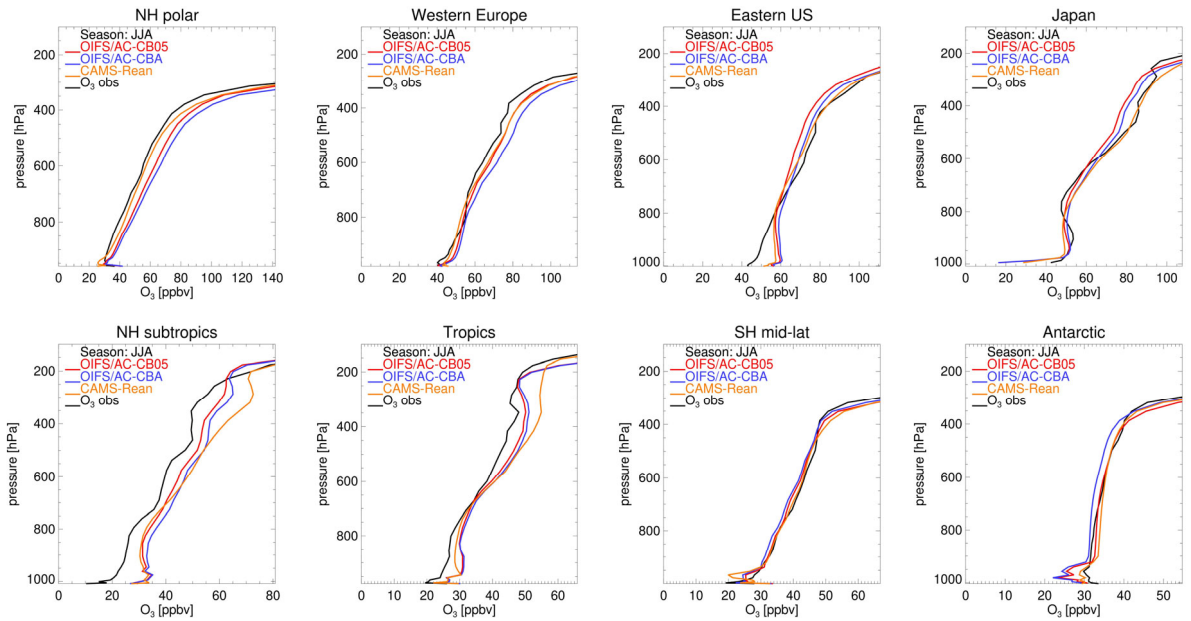 NH polar
Season: JJA
OIFS/AC-CB05
OIFS/AC-CBA
CAMS-Rean
O₃ obs
pressure [hPa]
200
400
600
800
0 20 40 60 80 100 120 140
O₃ [ppbv]
Western Europe
Season: JJA
OIFS/AC-CB05
OIFS/AC-CBA
CAMS-Rean
O₃ obs
pressure [hPa]
200
400
600
800
0 20 40 60 80 100
O₃ [ppbv]
Eastern US
Season: JJA
OIFS/AC-CB05
OIFS/AC-CBA
CAMS-Rean
O₃ obs
pressure [hPa]
200
400
600
800
1000
0 20 40 60 80 100
O₃ [ppbv]
Japan
Season: JJA
OIFS/AC-CB05
OIFS/AC-CBA
CAMS-Rean
O₃ obs
pressure [hPa]
200
400
600
800
1000
0 20 40 60 80 100
O₃ [ppbv]
NH subtropics
Season: JJA
OIFS/AC-CB05
OIFS/AC-CBA
CAMS-Rean
O₃ obs
pressure [hPa]
200
400
600
800
1000
0 20 40 60 80
O₃ [ppbv]
Tropics
Season: JJA
OIFS/AC-CB05
OIFS/AC-CBA
CAMS-Rean
O₃ obs
pressure [hPa]
200
400
600
800
0 10 20 30 40 50 60
O₃ [ppbv]
SH mid-lat
Season: JJA
OIFS/AC-CB05
OIFS/AC-CBA
CAMS-Rean
O₃ obs
pressure [hPa]
200
400
600
800
0 10 20 30 40 50 60
O₃ [ppbv]
Antarctic
Season: JJA
OIFS/AC-CB05
OIFS/AC-CBA
CAMS-Rean
O₃ obs
pressure [hPa]
200
400
600
800
1000
0 10 20 30 40 50
O₃ [ppbv]